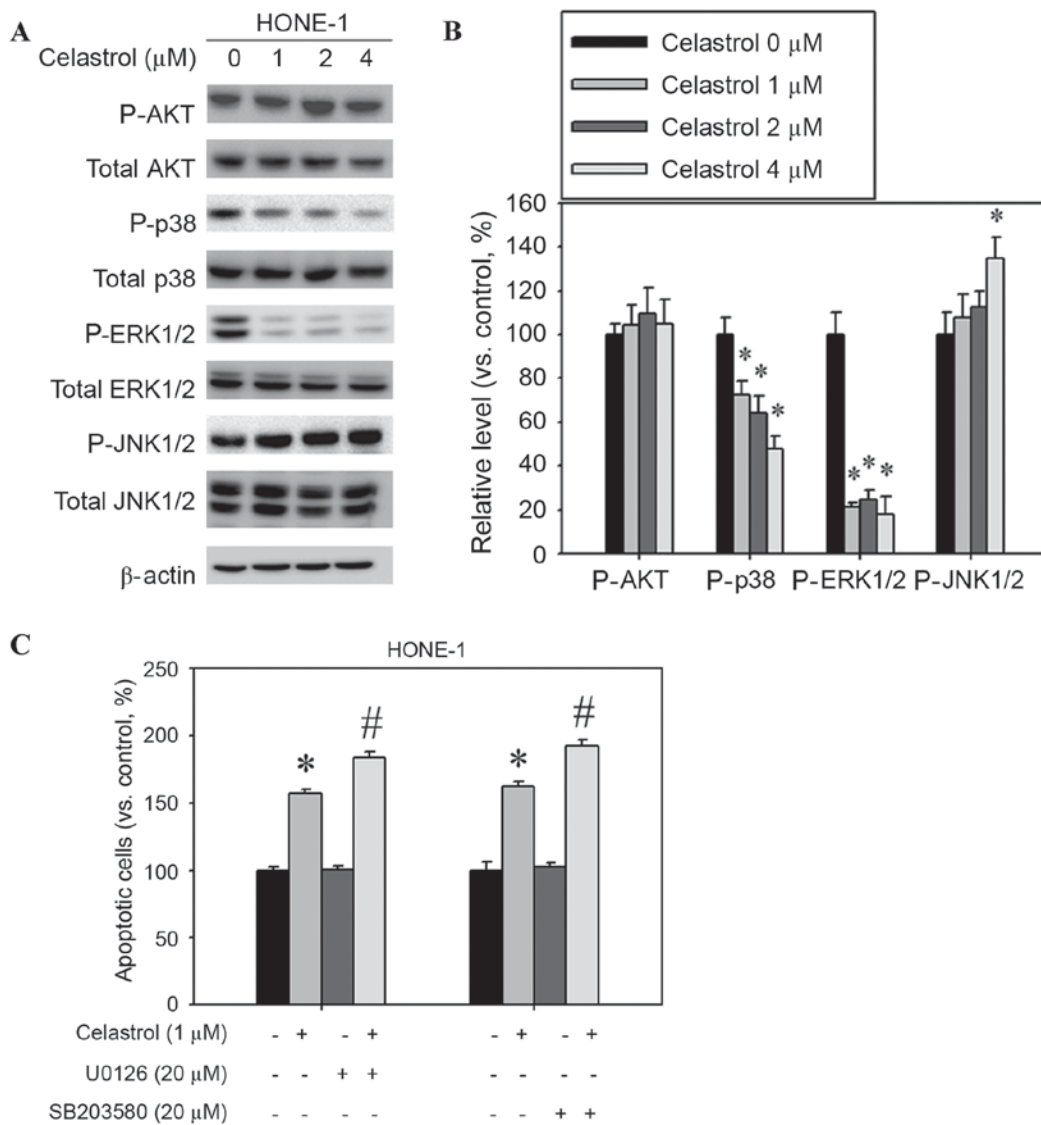 A
HONE-1
Celastrol (μM) 0 1 2 4
P-AKT
Total AKT
P-p38
Total p38
P-ERK1/2
Total ERK1/2
P-JNK1/2
Total JNK1/2
β-actin
B
Celastrol 0 μM
Celastrol 1 μM
Celastrol 2 μM
Celastrol 4 μM
Relative level (vs. control, %)
160
140
120
100
80
60
40
20
0
* * * * * * *
P-AKT P-p38 P-ERK1/2 P-JNK1/2
C
HONE-1
Apoptotic cells (vs. control, %)
250
200
150
100
50
0
* # * #
Celastrol (1 μM) - + - + - + - +
U0126 (20 μM) - - + + - - - -
SB203580 (20 μM) - - - - - - + +